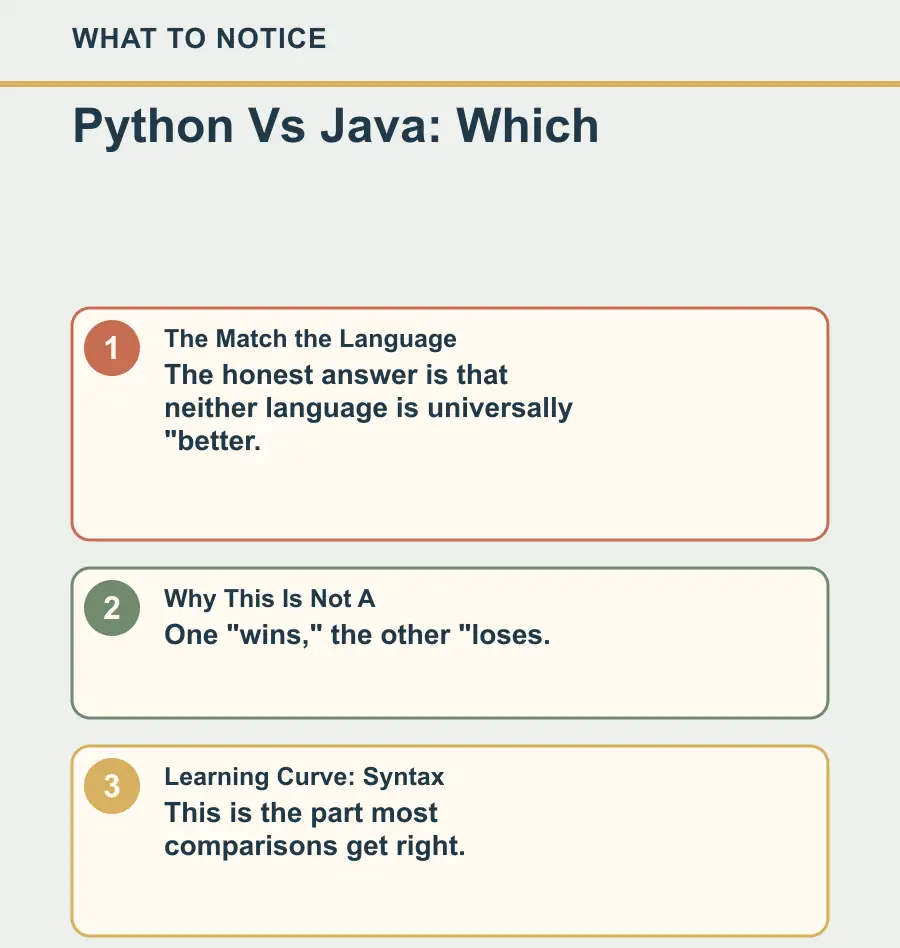 WHAT TO NOTICE
Python Vs Java: Which
1
The Match the Language
The honest answer is that
neither language is universally
"better.
2
Why This Is Not A
One "wins," the other "loses.
3
Learning Curve: Syntax
This is the part most
comparisons get right.